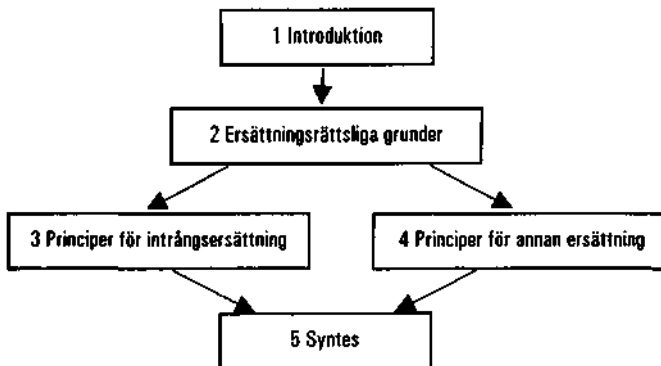 1 Introduktion
2 Ersättningsrättsliga grunder
3 Principer för intrångsersättning
4 Principer för annan ersättning
5 Syntes